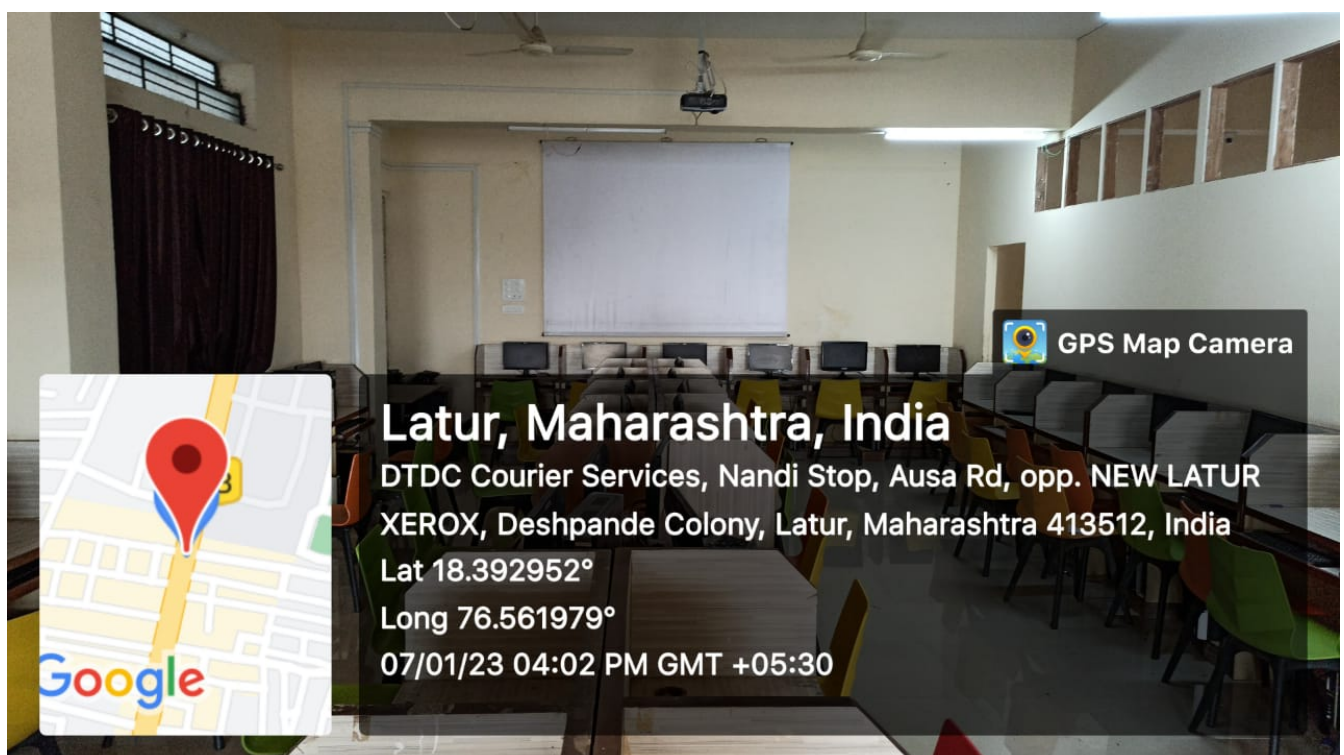 GPS Map Camera
Latur, Maharashtra, India
DTDC Courier Services, Nandi Stop, Ausa Rd, opp. NEW LATUR
XEROX, Deshpande Colony, Latur, Maharashtra 413512, India
Lat 18.392952°
Long 76.561979°
07/01/23 04:02 PM GMT +05:30
Google